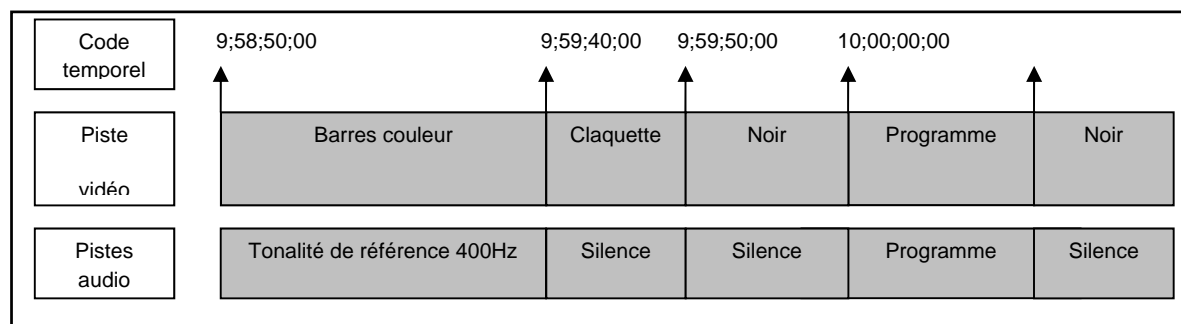 Code
temporel
9;58;50;00
9;59;40;00
9;59;50;00
10;00;00;00
Piste
vidéo
Barres couleur
Claquette
Noir
Programme
Noir
Pistes
audio
Tonalité de référence 400Hz
Silence
Silence
Programme
Silence